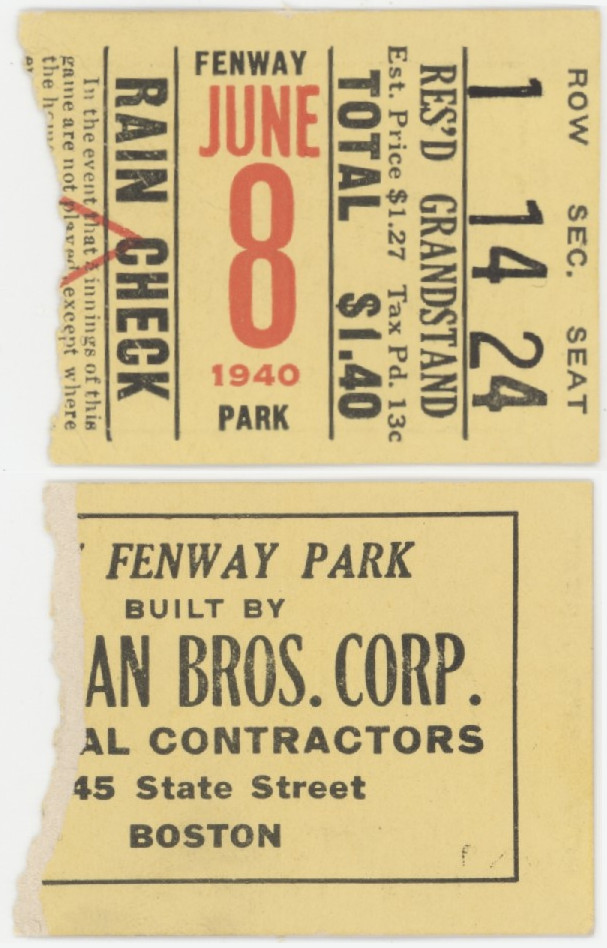 ROW SEC. SEAT
1 14 24
RES'D GRANDSTAND
Est. Price $1.27 Tax Pd. 13c
TOTAL $1.40
FENWAY
JUNE
8
1940
PARK
RAIN CHECK
In the event that innings of this
game are not played, except where
the
FENWAY PARK
BUILT BY
AN BROS. CORP.
AL CONTRACTORS
45 State Street
BOSTON